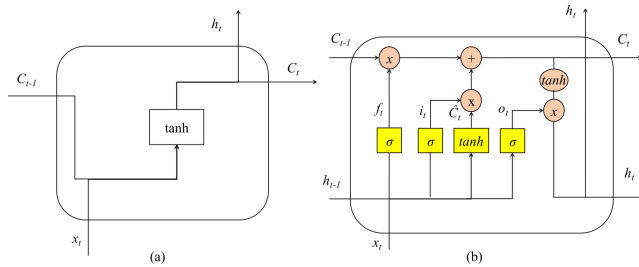 h_t
C_{t-1}
C_t
tanh
x_t
(a)
h_t
C_{t-1}
C_t
x
+
tanh
f_t
i_t
Ĉ_t
x
o_t
x
σ
σ
tanh
σ
h_{t-1}
h_t
x_t
(b)